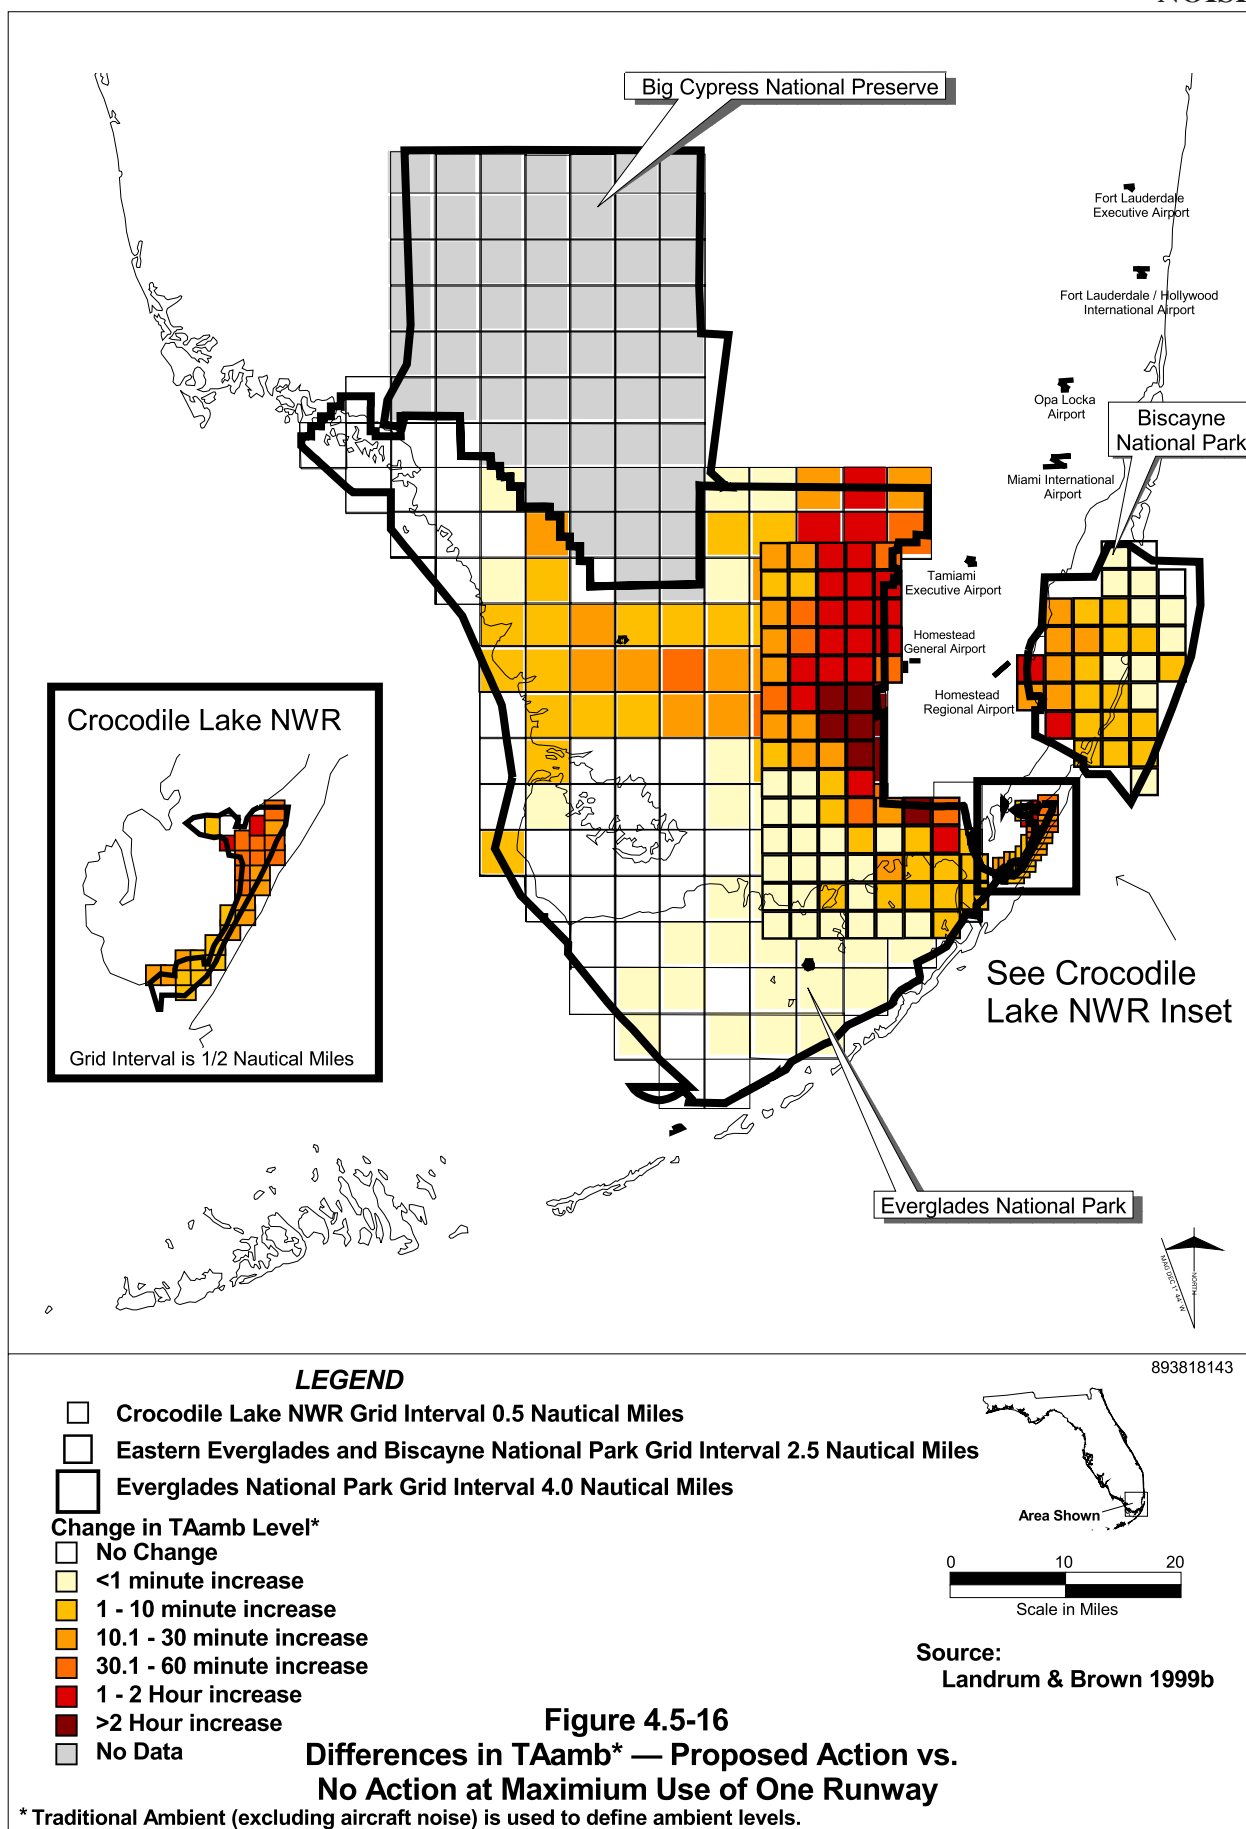 Big Cypress National Preserve
Fort Lauderdale
Executive Airport
Fort Lauderdale / Hollywood
International Airport
Opa Locka
Airport
Biscayne
National Park
Miami International
Airport
Tamiami
Executive Airport
Homestead
General Airport
Homestead
Regional Airport
Crocodile Lake NWR
Grid Interval is 1/2 Nautical Miles
See Crocodile
Lake NWR Inset
Everglades National Park
MAG DEC 1° 44' W
NORTH
893818143
LEGEND
Crocodile Lake NWR Grid Interval 0.5 Nautical Miles
Eastern Everglades and Biscayne National Park Grid Interval 2.5 Nautical Miles
Everglades National Park Grid Interval 4.0 Nautical Miles
Change in TAamb Level*
No Change
<1 minute increase
1 - 10 minute increase
10.1 - 30 minute increase
30.1 - 60 minute increase
1 - 2 Hour increase
>2 Hour increase
No Data
Area Shown
0 10 20
Scale in Miles
Source:
Landrum & Brown 1999b
Figure 4.5-16
Differences in TAamb* — Proposed Action vs.
No Action at Maximium Use of One Runway
* Traditional Ambient (excluding aircraft noise) is used to define ambient levels.